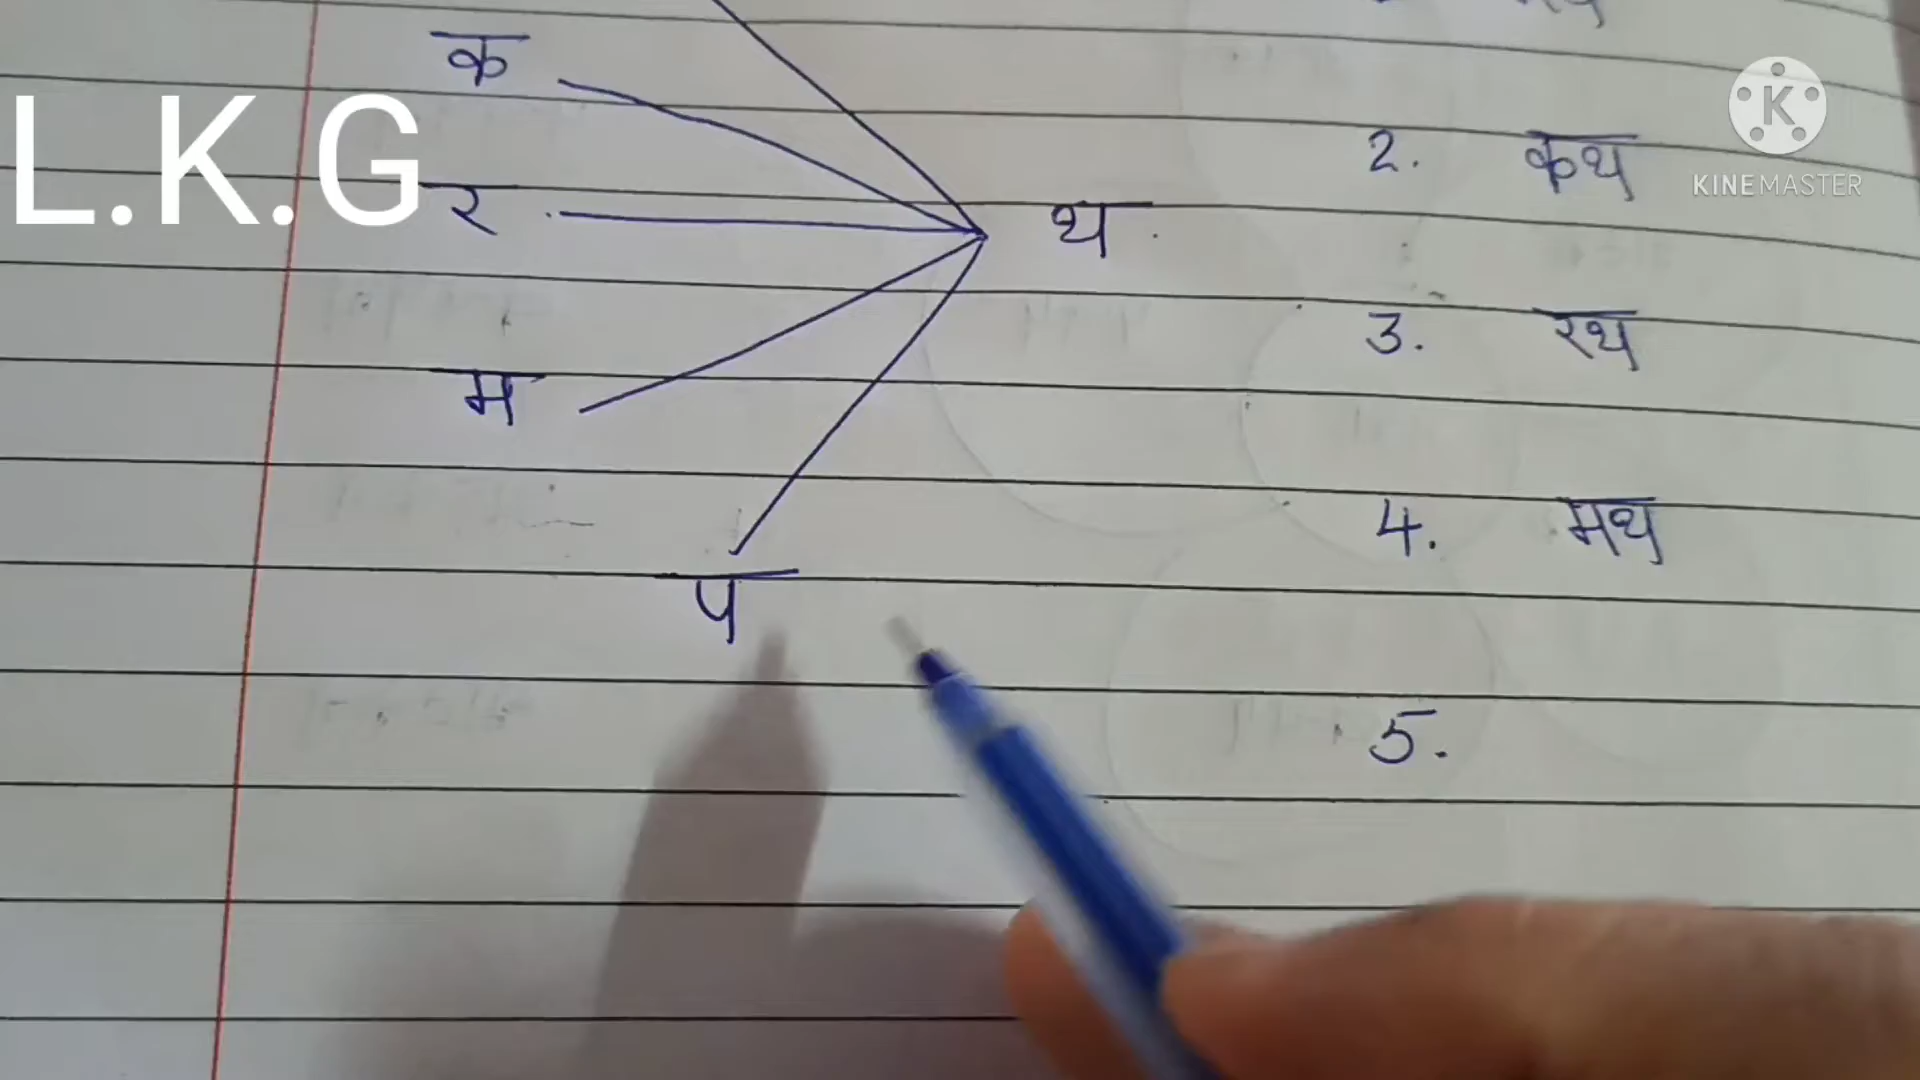 क
L.K.G
2. कथ
KINEMASTER
र
थ
3. रथ
म
4. मथ
प
5.